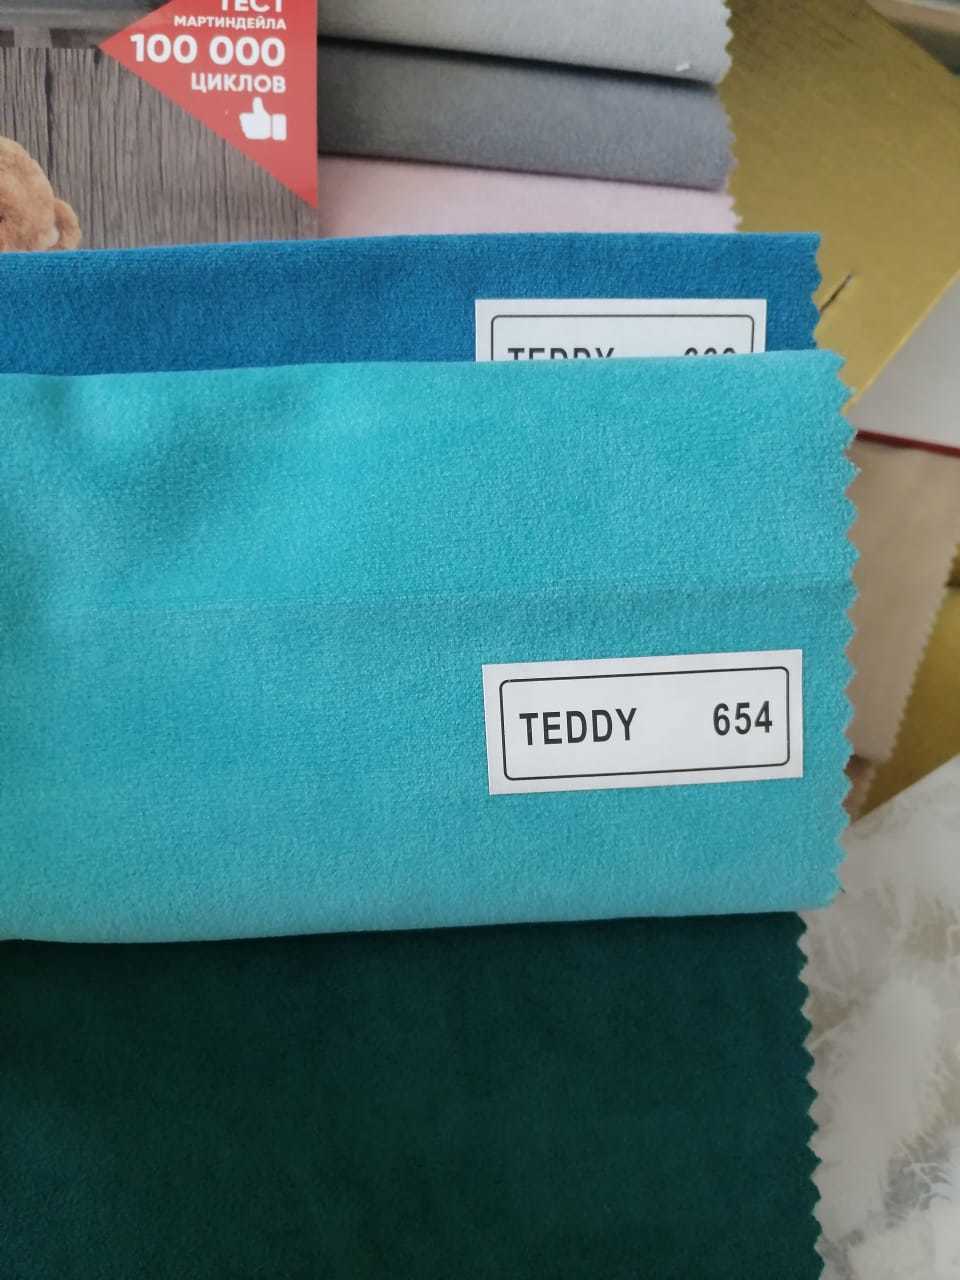 ТЕСТ
МАРТИНДЕЙЛА
100 000
ЦИКЛОВ
TEDDY
TEDDY 654